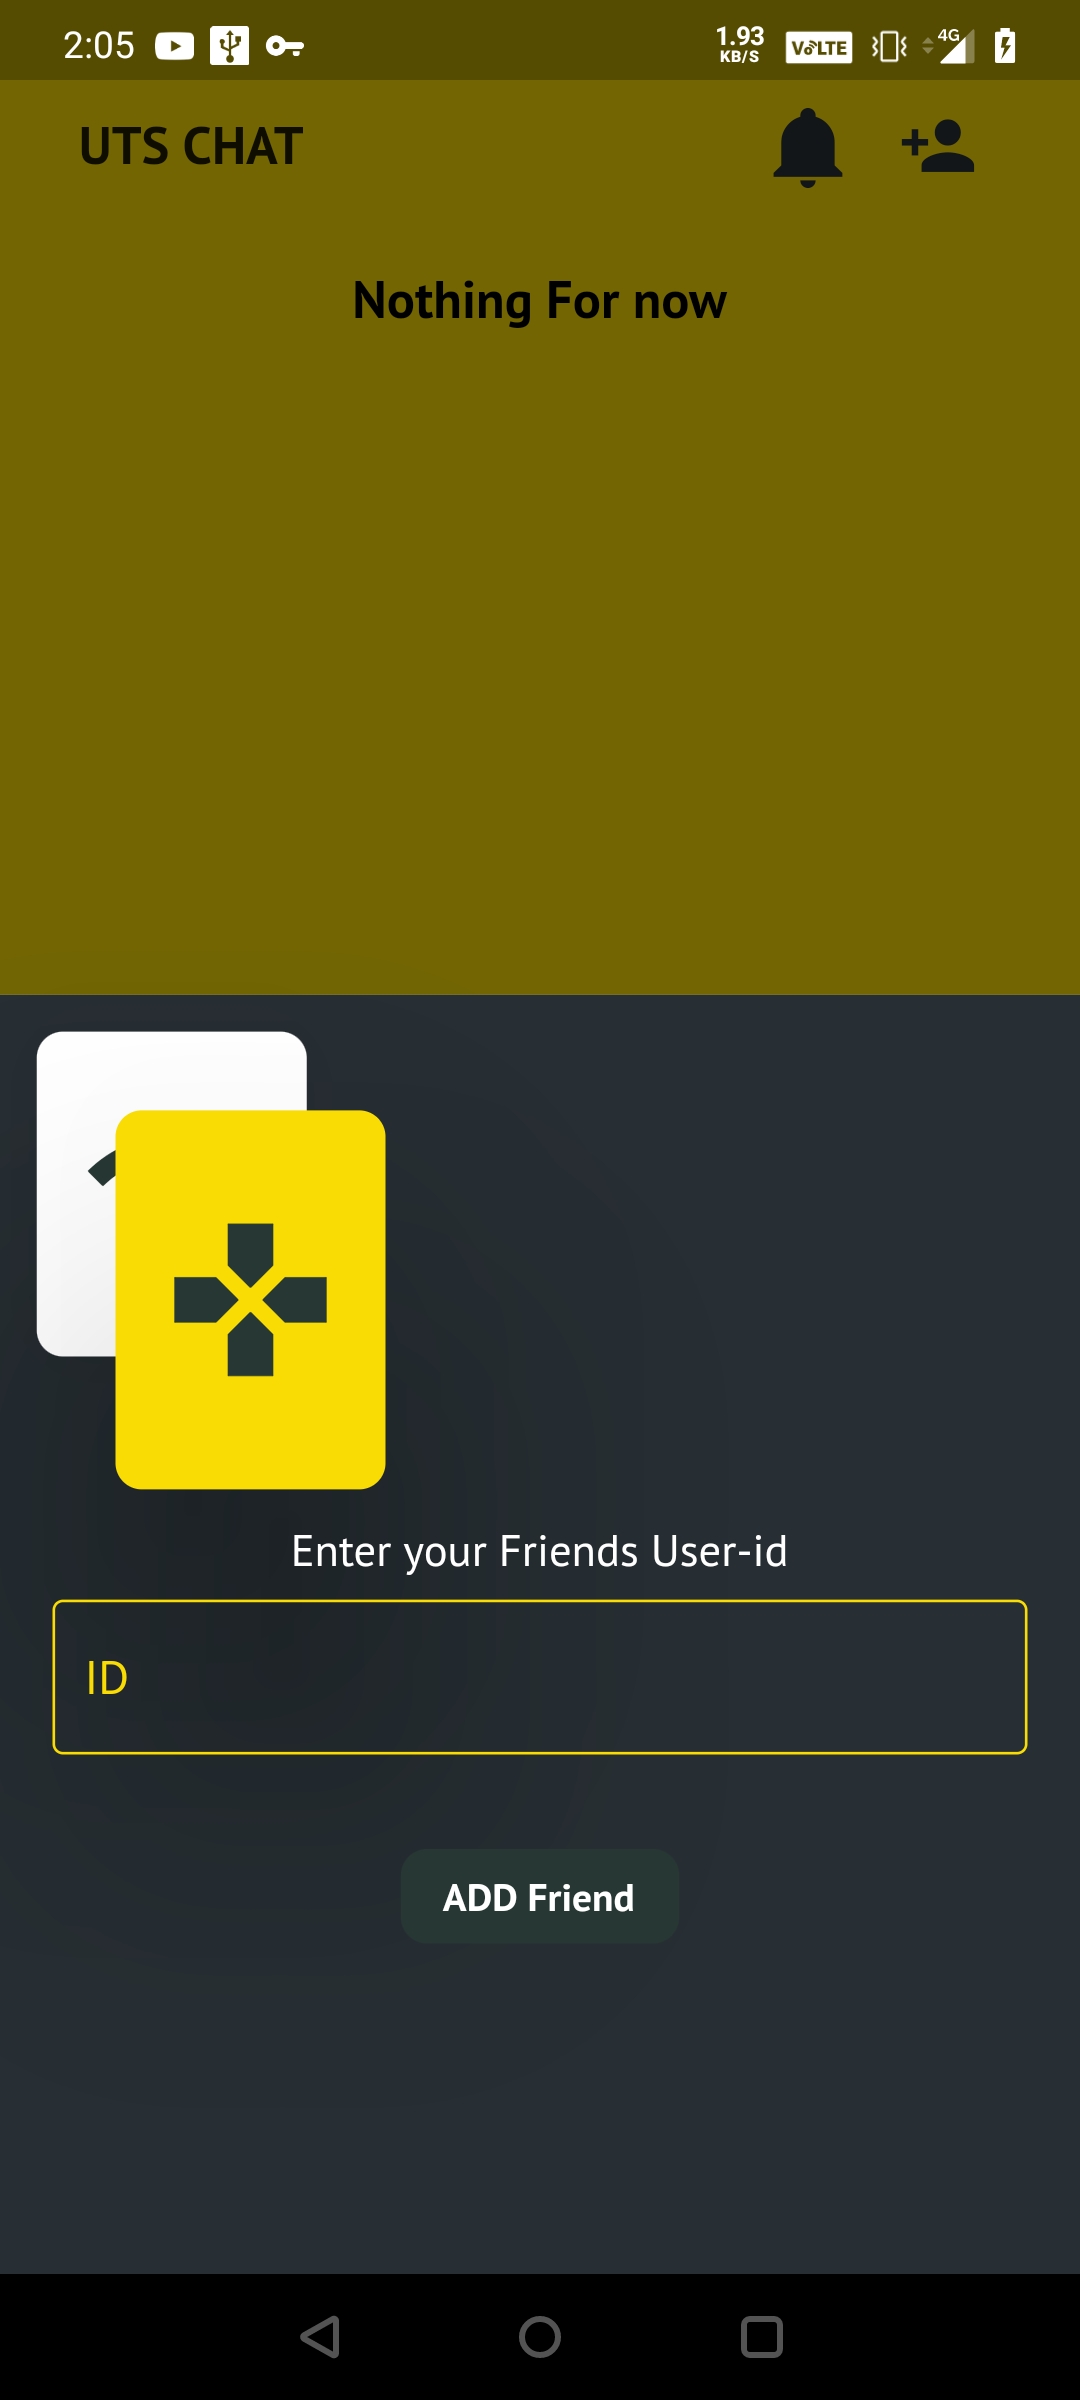 2:05 1.93 KB/S VoLTE 4G
UTS CHAT
Nothing For now
Enter your Friends User-id
ID
ADD Friend